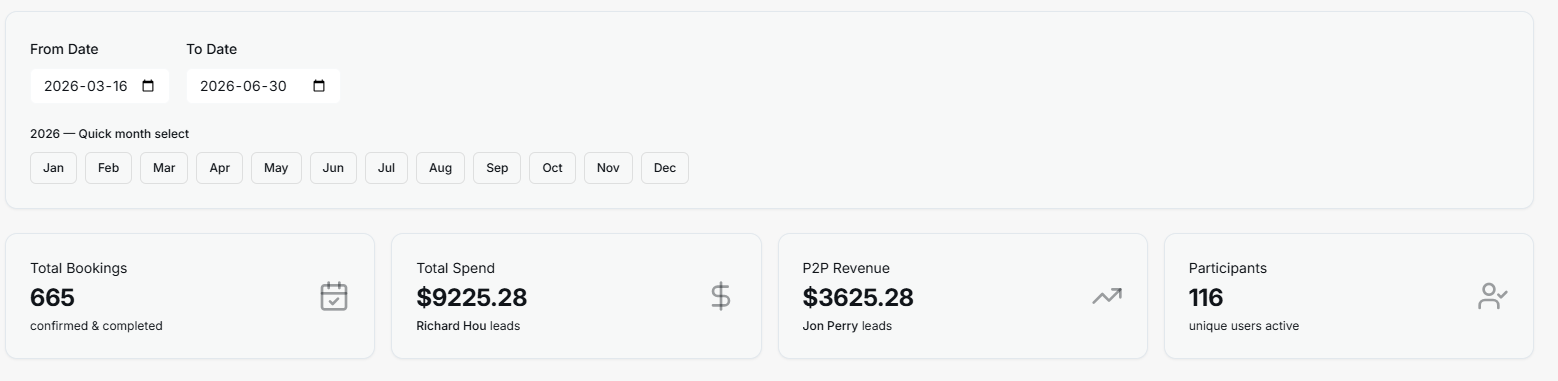 From Date To Date
2026-03-16 2026-06-30
2026 — Quick month select
Jan Feb Mar Apr May Jun Jul Aug Sep Oct Nov Dec
Total Bookings
665
confirmed & completed
Total Spend
$9225.28
Richard Hou leads
P2P Revenue
$3625.28
Jon Perry leads
Participants
116
unique users active